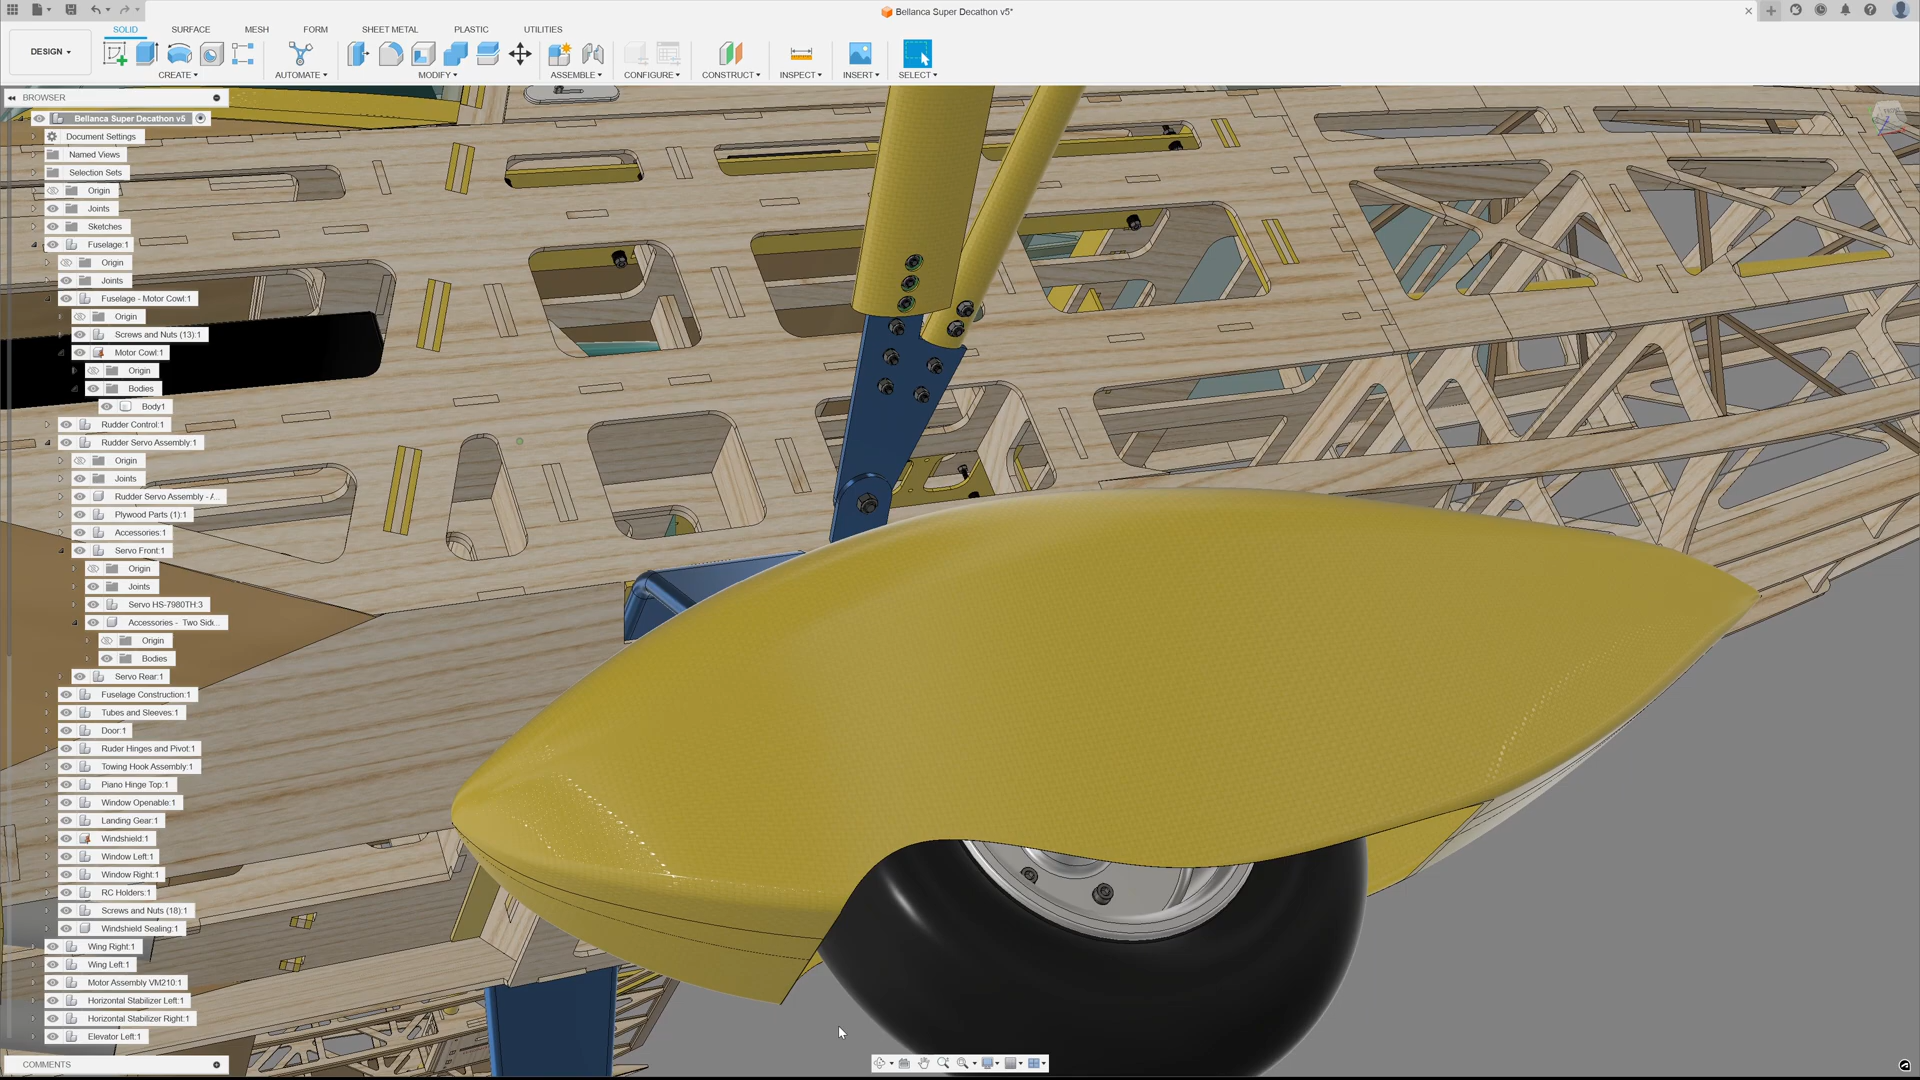 Bellanca Super Decathon v5*
SOLID
SURFACE
MESH
FORM
SHEET METAL
PLASTIC
UTILITIES
DESIGN
CREATE
AUTOMATE
MODIFY
ASSEMBLE
CONFIGURE
CONSTRUCT
INSPECT
INSERT
SELECT
BROWSER
Bellanca Super Decathon v5
Document Settings
Named Views
Selection Sets
Origin
Joints
Sketches
Fuselage:1
Origin
Joints
Fuselage - Motor Cowl:1
Origin
Screws and Nuts (13):1
Motor Cowl:1
Origin
Bodies
Body1
Rudder Control:1
Rudder Servo Assembly:1
Origin
Joints
Rudder Servo Assembly - A...
Plywood Parts (1):1
Accessories:1
Servo Front:1
Origin
Joints
Servo HS-7980TH:3
Accessories - Two Sid...
Origin
Bodies
Servo Rear:1
Fuselage Construction:1
Tubes and Sleeves:1
Door:1
Ruder Hinges and Pivot:1
Towing Hook Assembly:1
Piano Hinge Top:1
Window Openable:1
Landing Gear:1
Windshield:1
Window Left:1
Window Right:1
RC Holders:1
Screws and Nuts (18):1
Windshield Sealing:1
Wing Right:1
Wing Left:1
Motor Assembly VM210:1
Horizontal Stabilizer Left:1
Horizontal Stabilizer Right:1
Elevator Left:1
COMMENTS